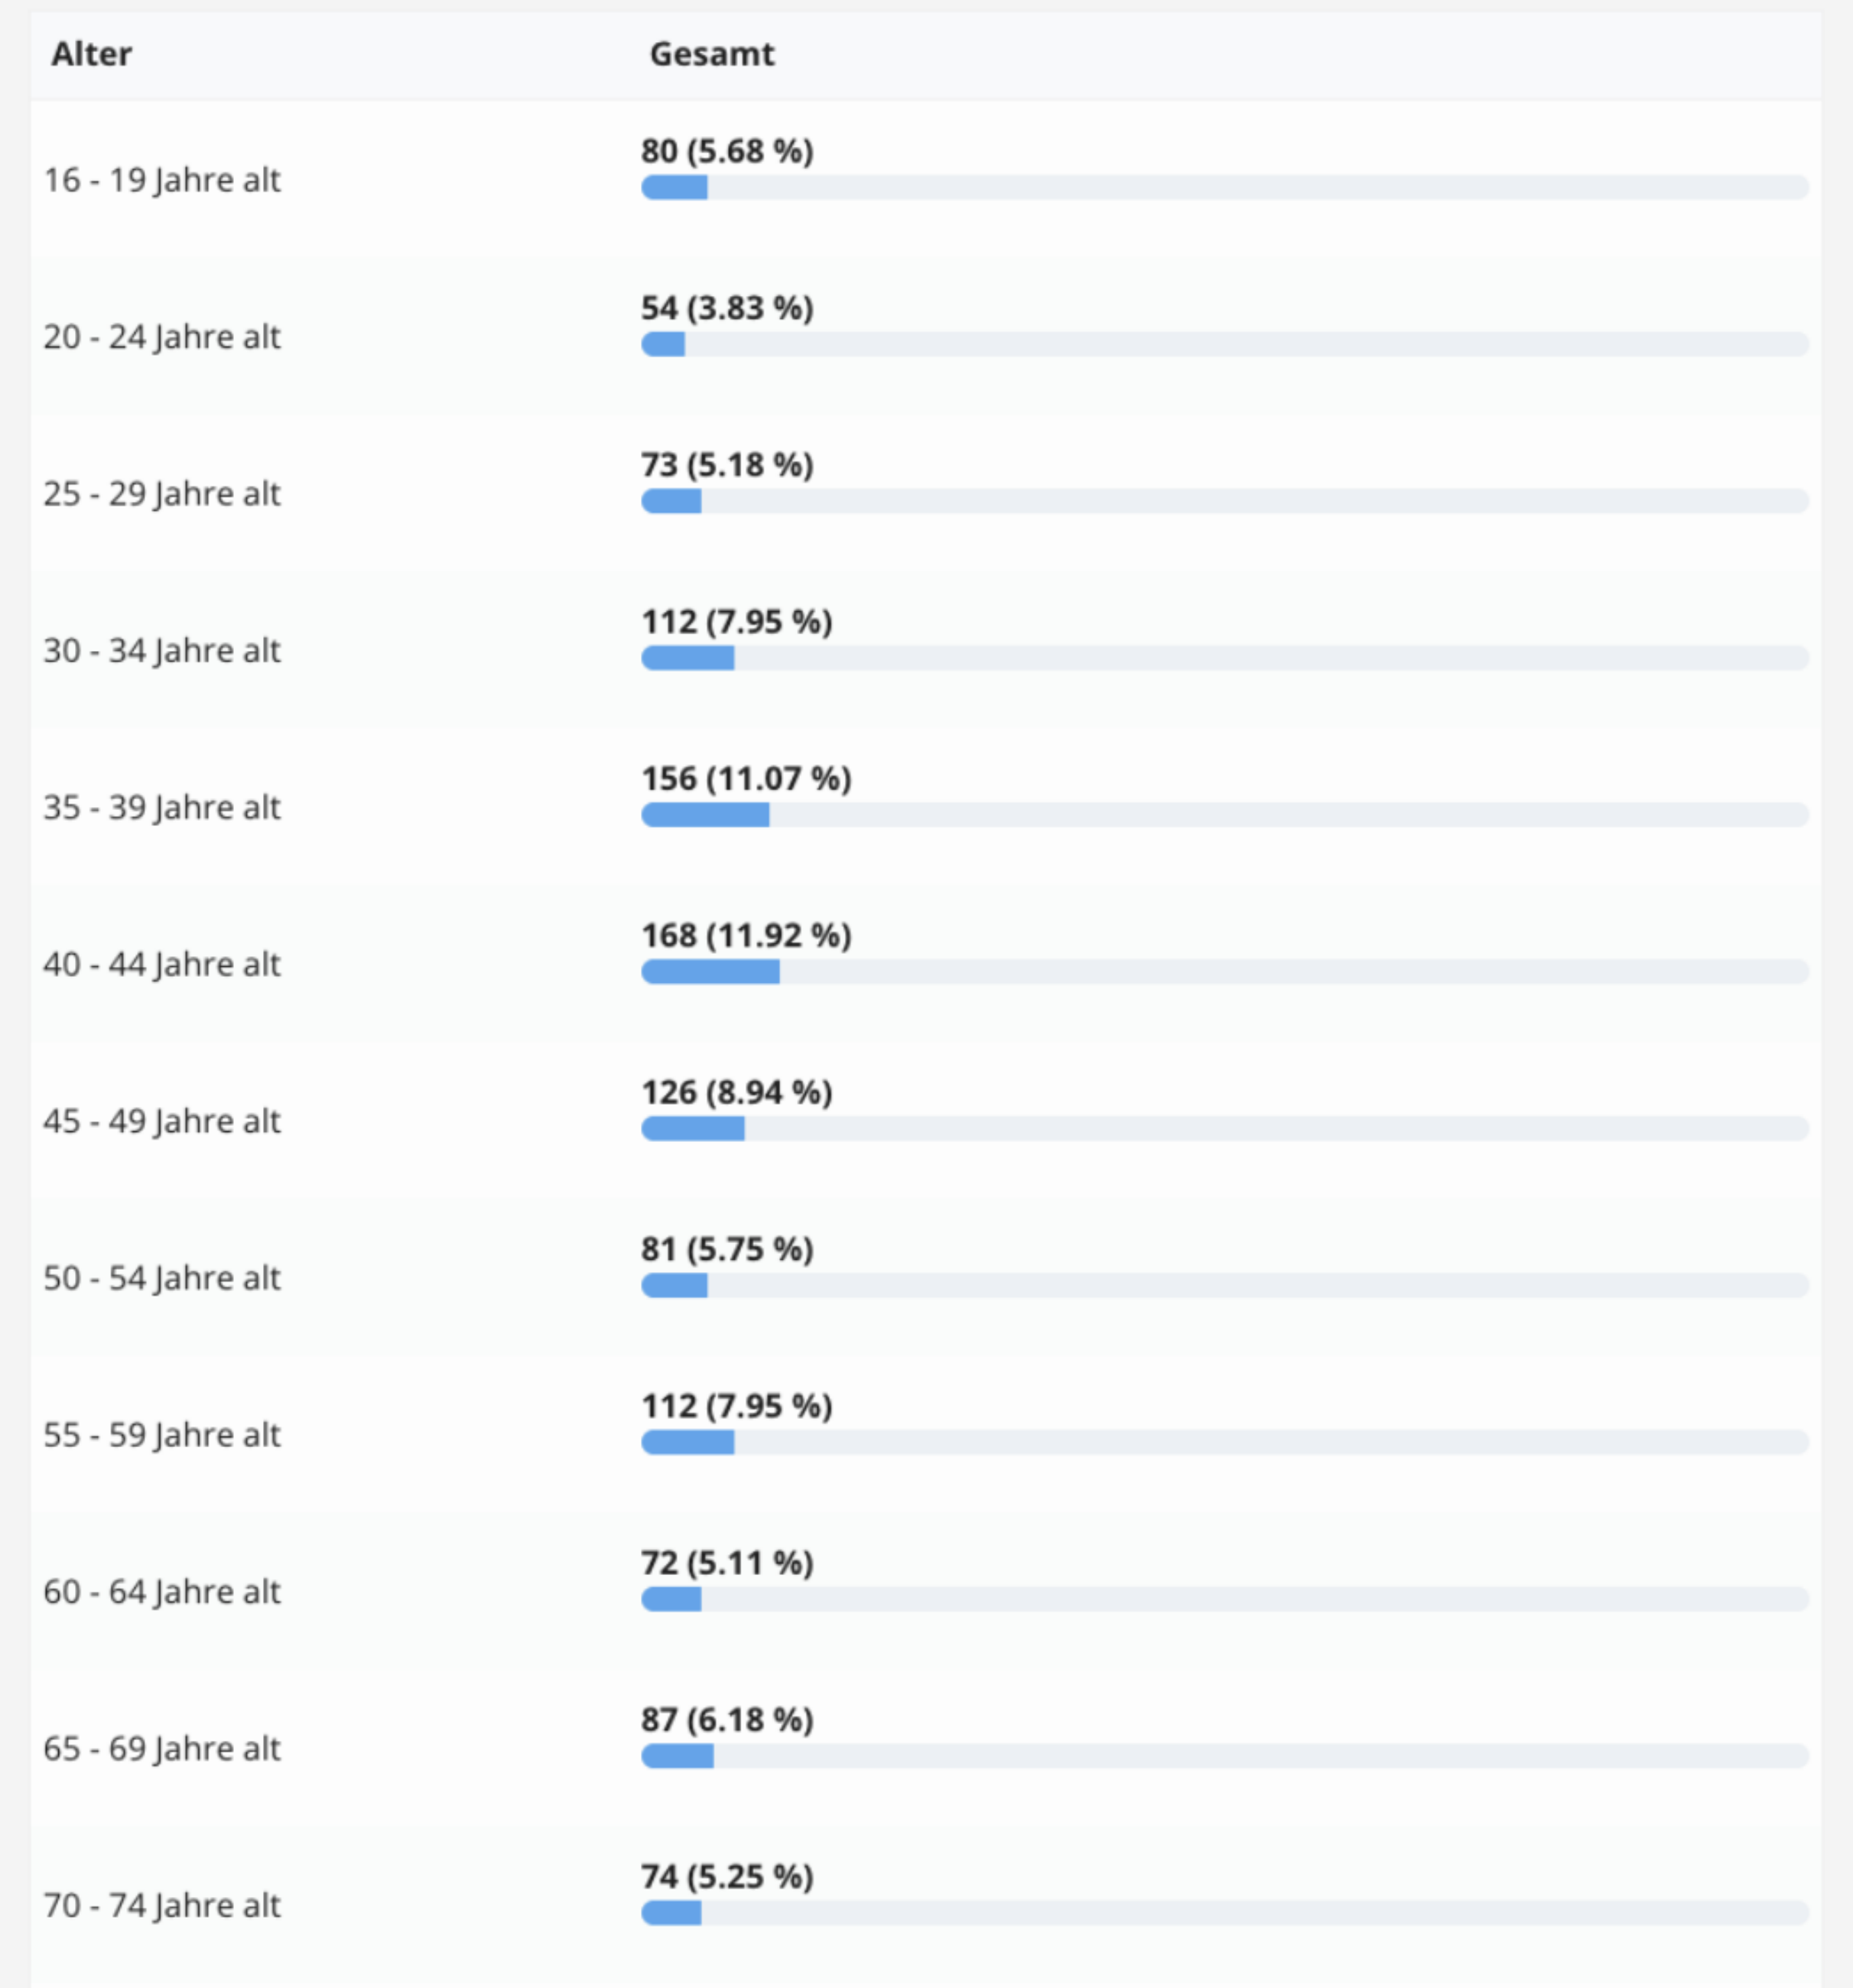 Alter Gesamt
16 - 19 Jahre alt 80 (5.68 %)
20 - 24 Jahre alt 54 (3.83 %)
25 - 29 Jahre alt 73 (5.18 %)
30 - 34 Jahre alt 112 (7.95 %)
35 - 39 Jahre alt 156 (11.07 %)
40 - 44 Jahre alt 168 (11.92 %)
45 - 49 Jahre alt 126 (8.94 %)
50 - 54 Jahre alt 81 (5.75 %)
55 - 59 Jahre alt 112 (7.95 %)
60 - 64 Jahre alt 72 (5.11 %)
65 - 69 Jahre alt 87 (6.18 %)
70 - 74 Jahre alt 74 (5.25 %)